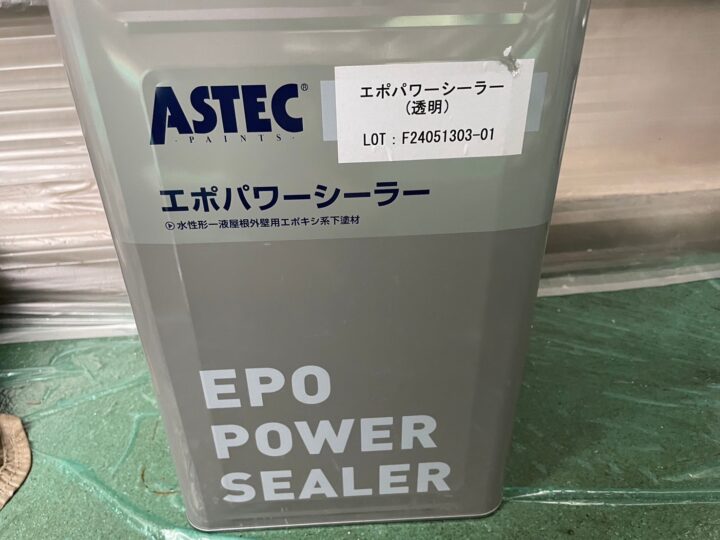 ASTEC®
-PAINTS-
エポパワーシーラー
(透明)
LOT : F24051303-01
エポパワーシーラー
水性形一液屋根外壁用エポキシ系下塗材
EPO
POWER
SEALER